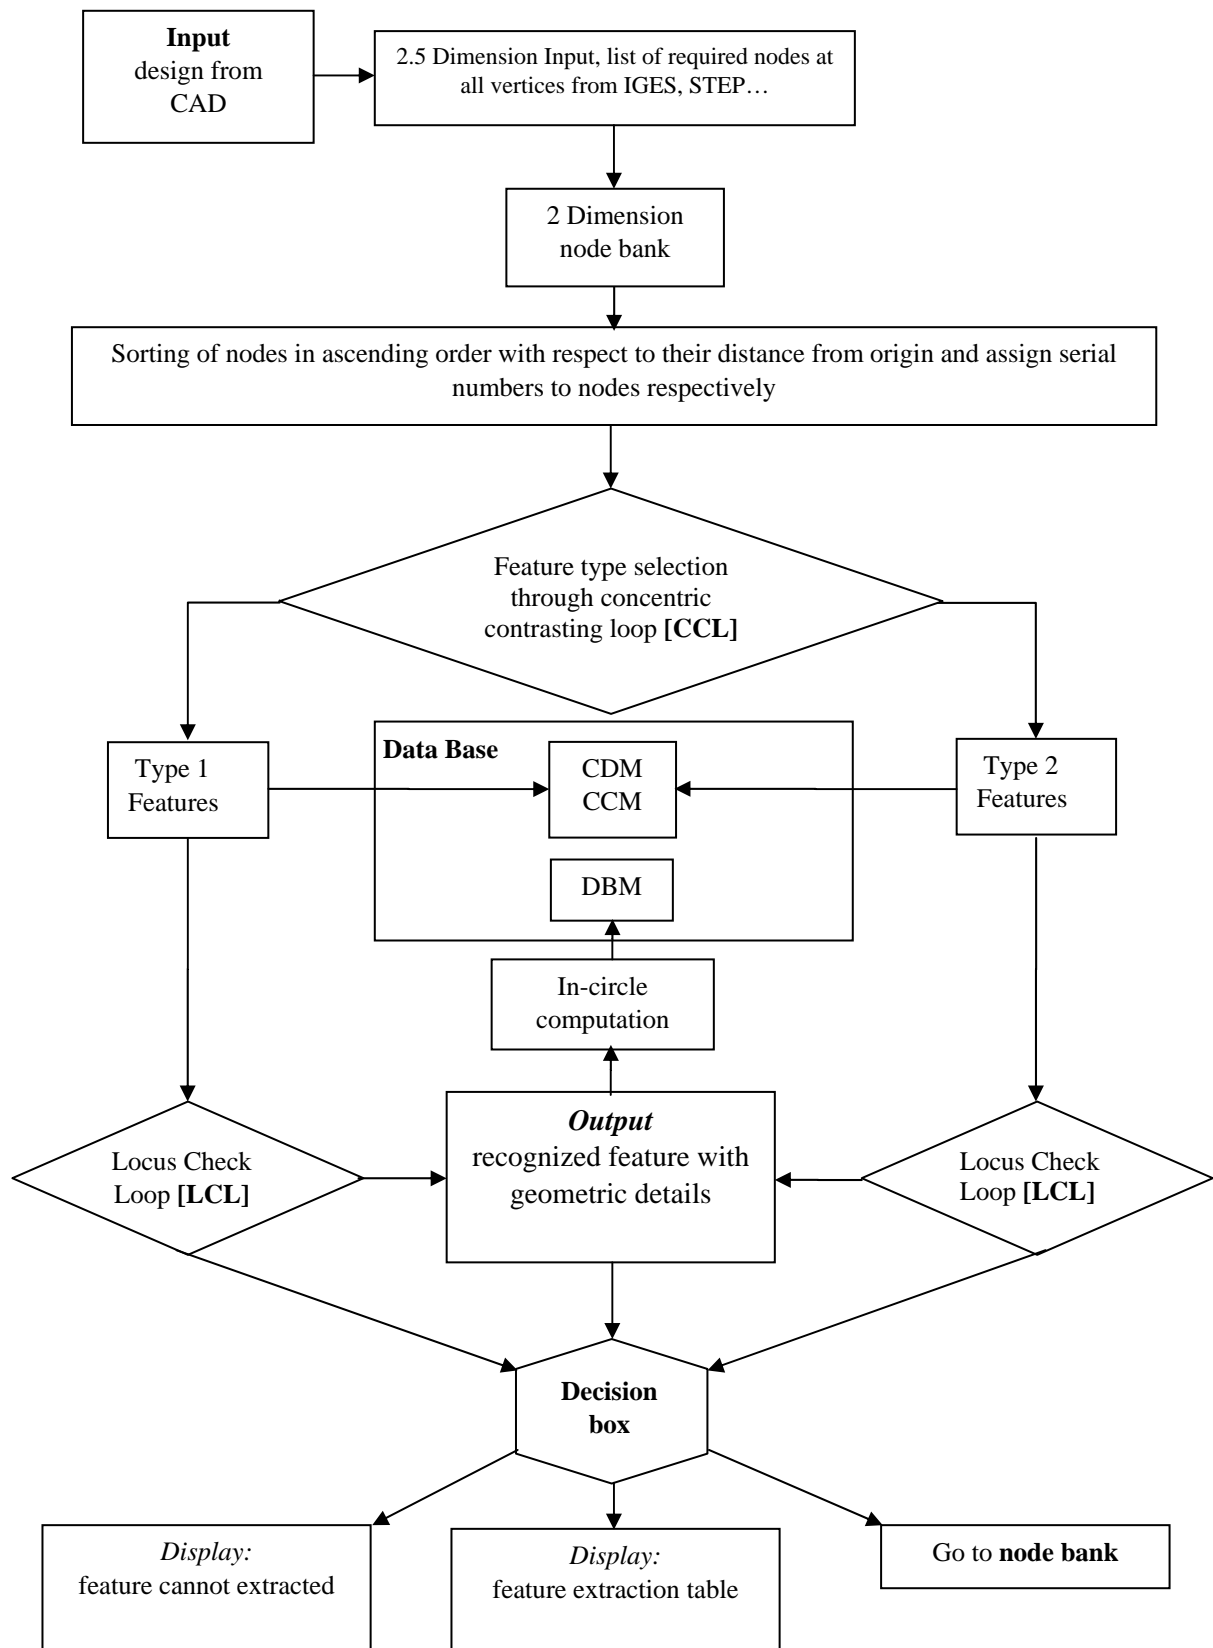 Input
design from
CAD
2.5 Dimension Input, list of required nodes at
all vertices from IGES, STEP…
2 Dimension
node bank
Sorting of nodes in ascending order with respect to their distance from origin and assign serial
numbers to nodes respectively
Feature type selection
through concentric
contrasting loop [CCL]
Type 1
Features
Data Base
CDM
CCM
DBM
Type 2
Features
In-circle
computation
Locus Check
Loop [LCL]
Output
recognized feature with
geometric details
Locus Check
Loop [LCL]
Decision
box
Display:
feature cannot extracted
Display:
feature extraction table
Go to node bank